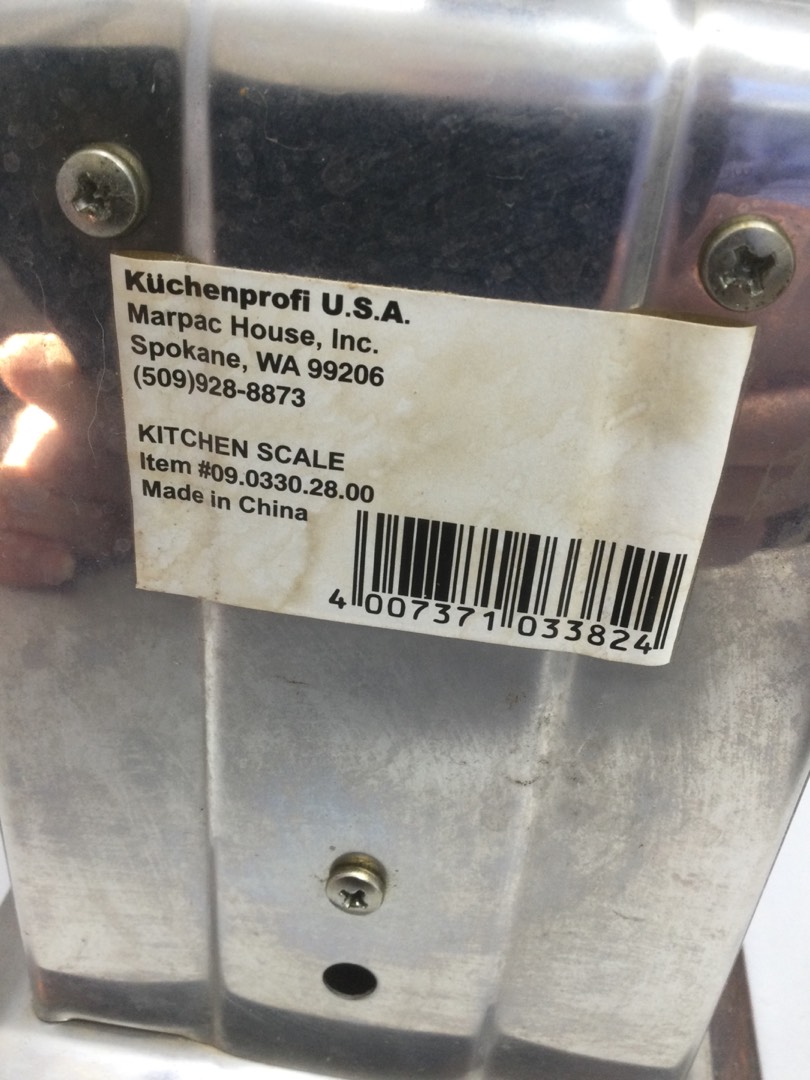 Küchenprofi U.S.A.
Marpac House, Inc.
Spokane, WA 99206
(509)928-8873
KITCHEN SCALE
Item #09.0330.28.00
Made in China
4 007371 033824